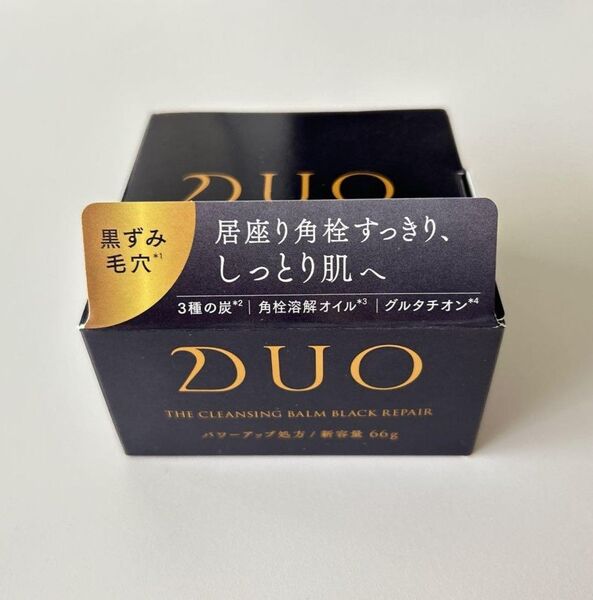 DUO
黒ずみ
毛穴*1
居座り角栓すっきり、
しっとり肌へ
3種の炭*2|角栓溶解オイル*3|グルタチオン*4
DUO
THE CLEANSING BALM BLACK REPAIR
パワーアップ処方/新容量 66g